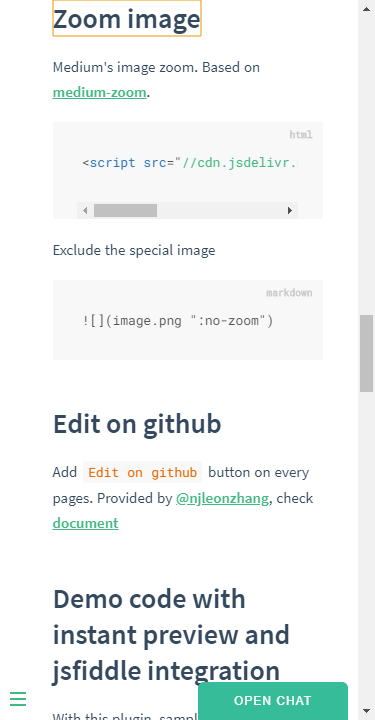 Zoom image
Medium's image zoom. Based on
medium-zoom.
html
<script src="//cdn.jsdelivr.
Exclude the special image
markdown
![](image.png ":no-zoom")
Edit on github
Add Edit on github button on every
pages. Provided by @njleonzhang, check
document
Demo code with
instant preview and
jsfiddle integration
With this plugin, sampl
OPEN CHAT